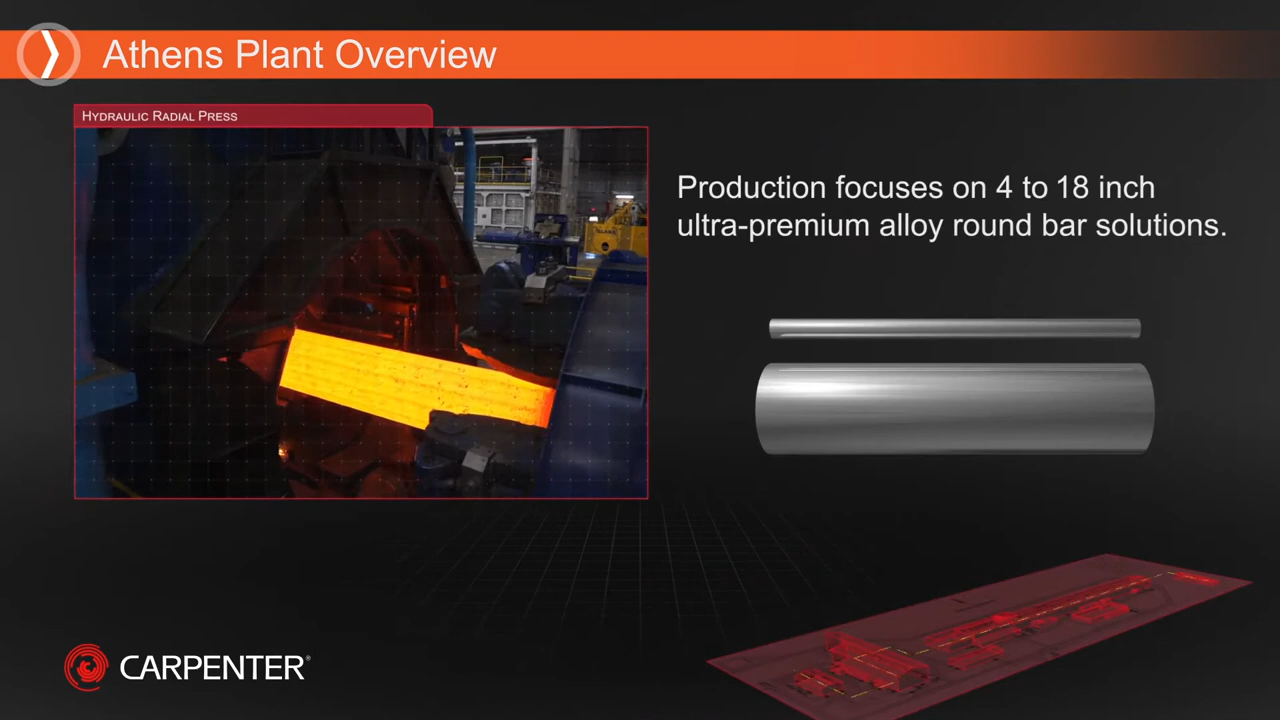 Athens Plant Overview
Hydraulic Radial Press
Production focuses on 4 to 18 inch
ultra-premium alloy round bar solutions.
CARPENTER®